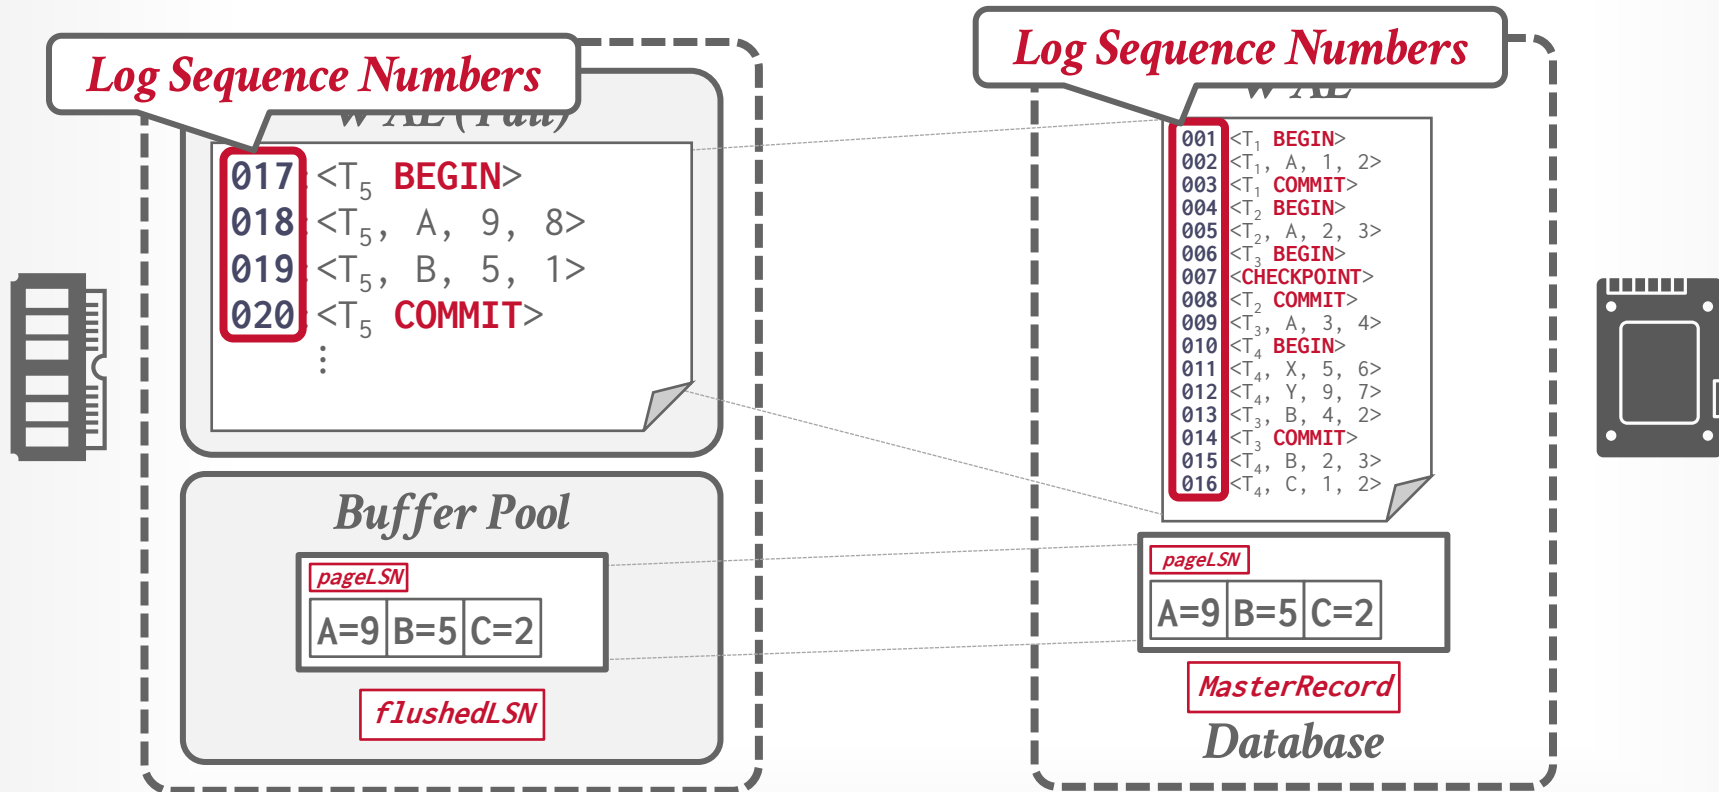 Log Sequence Numbers
WAL (Tail)
017 <T5 BEGIN>
018 <T5, A, 9, 8>
019 <T5, B, 5, 1>
020 <T5 COMMIT>
⋮
Buffer Pool
pageLSN
A=9 B=5 C=2
flushedLSN
Log Sequence Numbers
WAL
001 <T1 BEGIN>
002 <T1, A, 1, 2>
003 <T1 COMMIT>
004 <T2 BEGIN>
005 <T2, A, 2, 3>
006 <T3 BEGIN>
007 <CHECKPOINT>
008 <T2 COMMIT>
009 <T3, A, 3, 4>
010 <T4 BEGIN>
011 <T4, X, 5, 6>
012 <T4, Y, 9, 7>
013 <T3, B, 4, 2>
014 <T3 COMMIT>
015 <T4, B, 2, 3>
016 <T4, C, 1, 2>
pageLSN
A=9 B=5 C=2
MasterRecord
Database